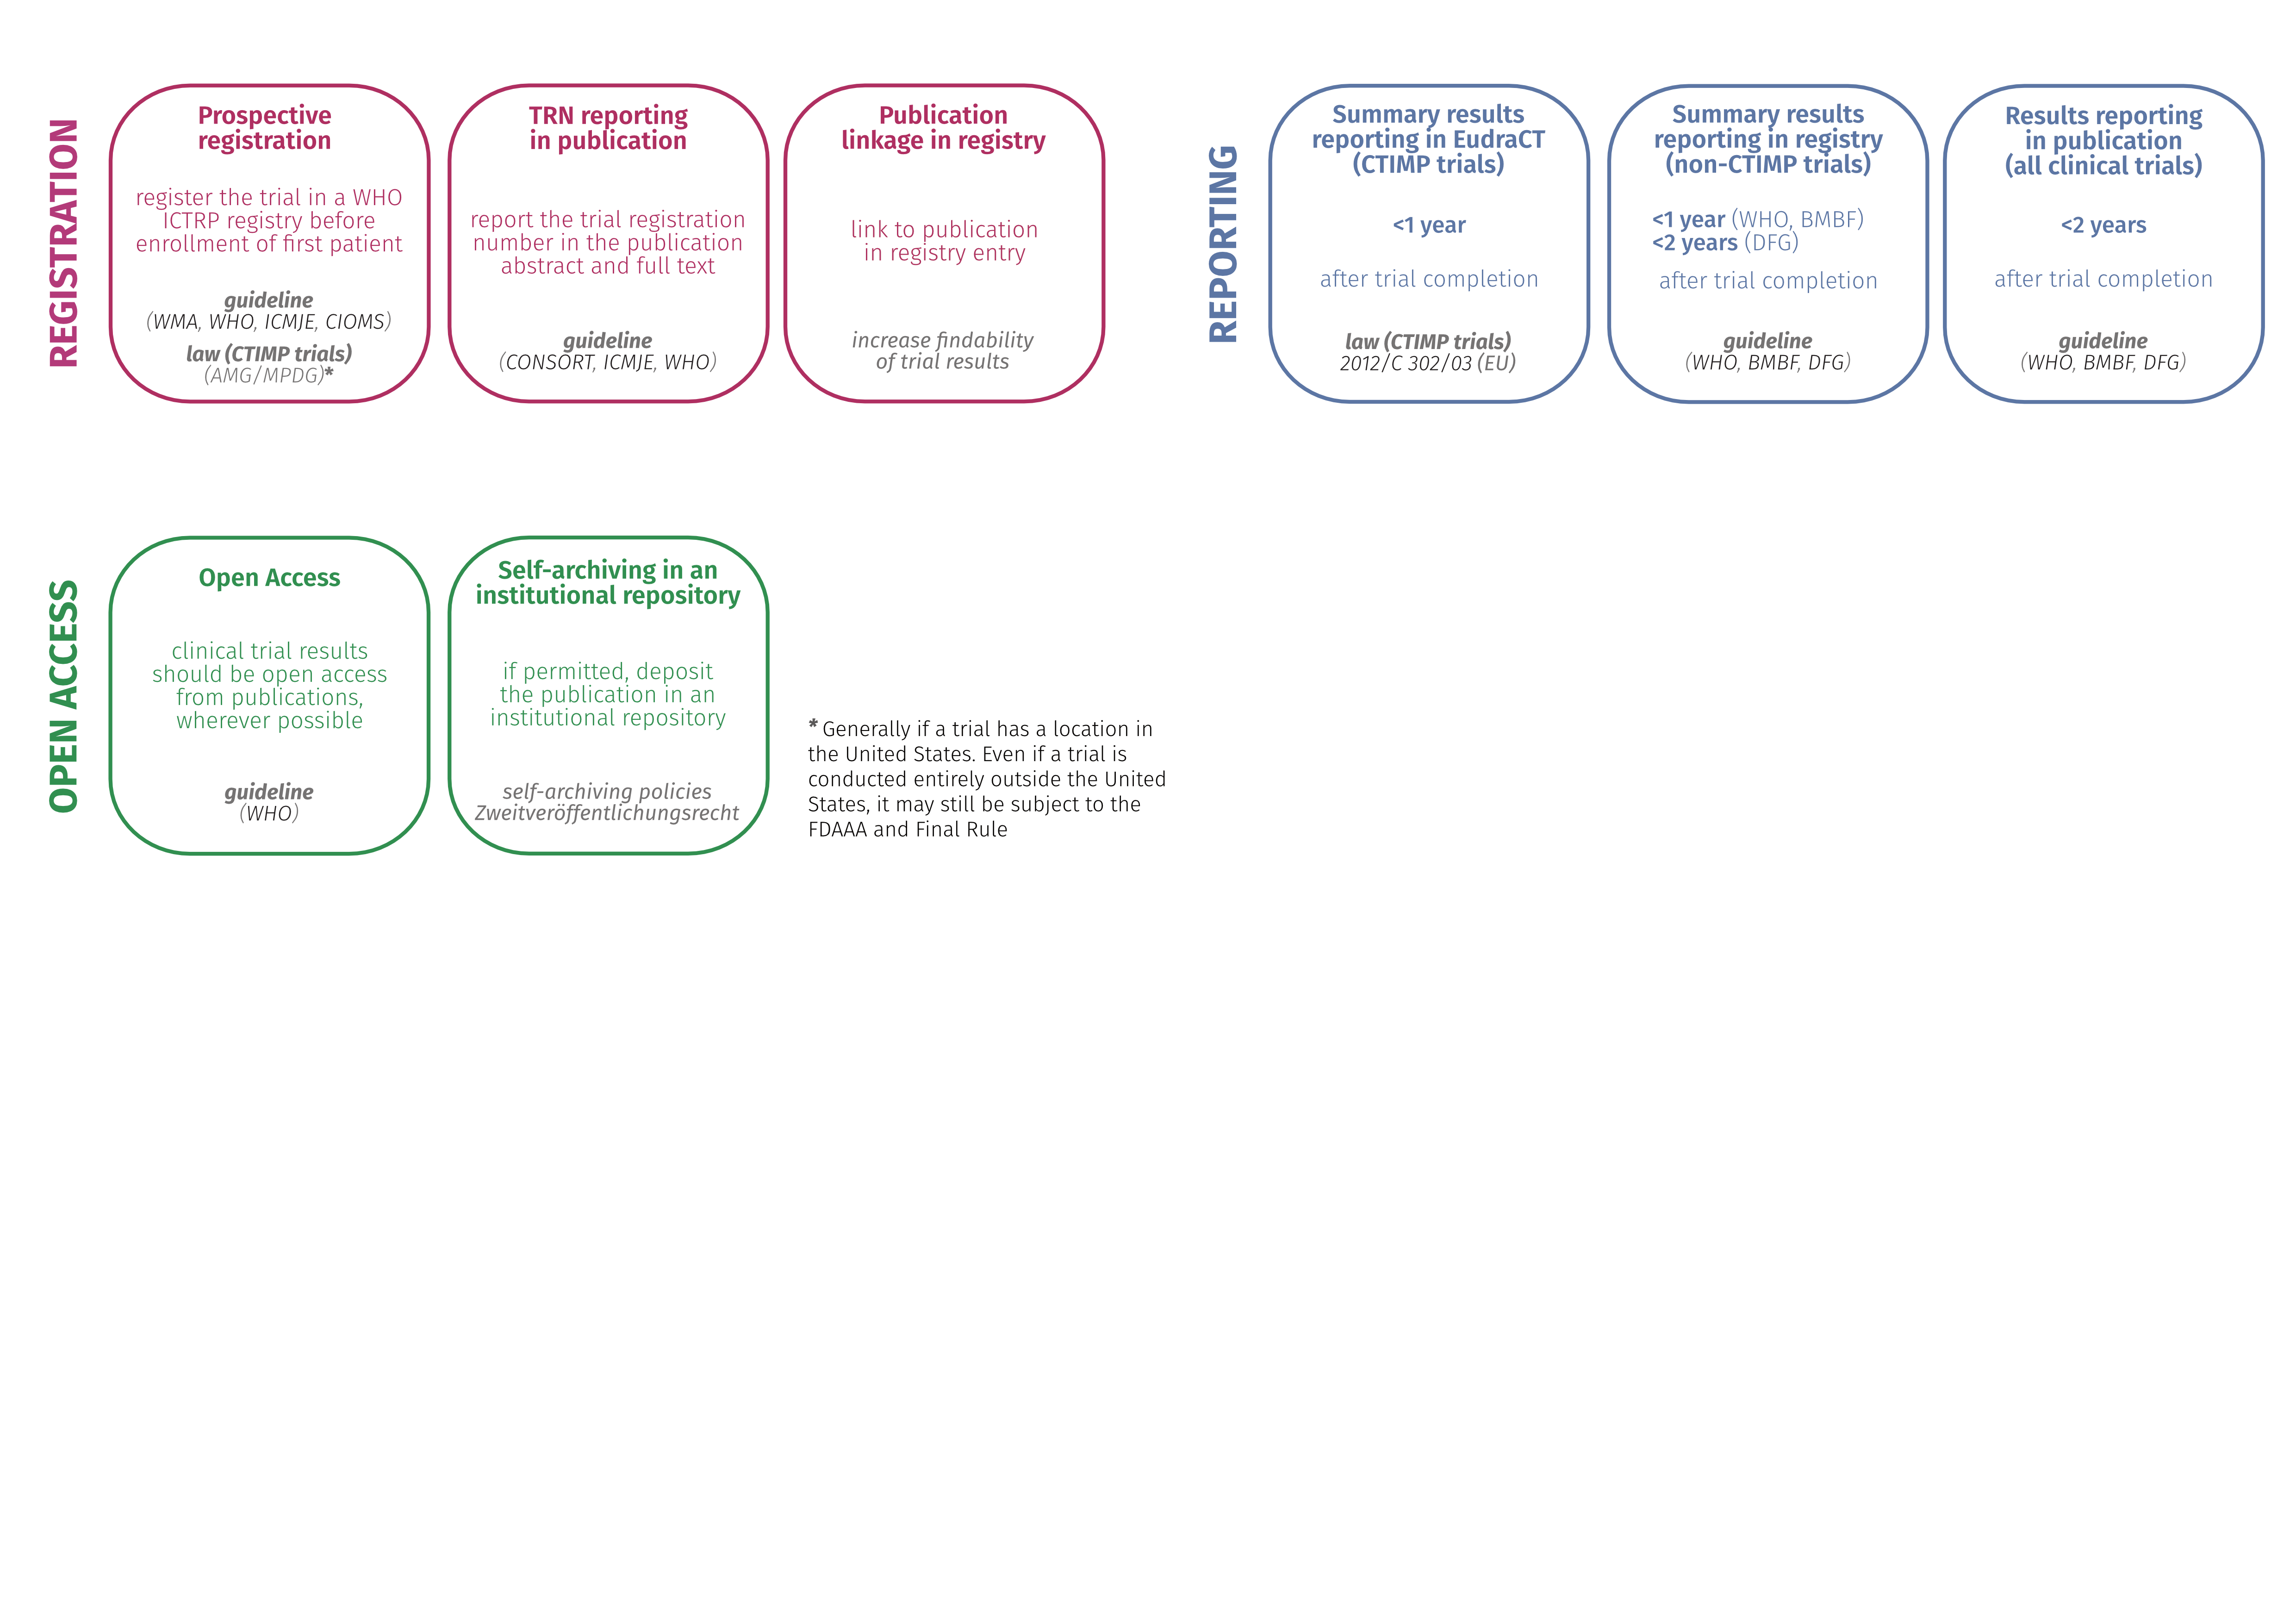 REGISTRATION
Prospective
registration
register the trial in a WHO
ICTRP registry before
enrollment of first patient
guideline
(WMA, WHO, ICMJE, CIOMS)
law (CTIMP trials)
(AMG/MPDG)*
TRN reporting
in publication
report the trial registration
number in the publication
abstract and full text
guideline
(CONSORT, ICMJE, WHO)
Publication
linkage in registry
link to publication
in registry entry
increase findability
of trial results
REPORTING
Summary results
reporting in EudraCT
(CTIMP trials)
<1 year
after trial completion
law (CTIMP trials)
2012/C 302/03 (EU)
Summary results
reporting in registry
(non-CTIMP trials)
<1 year (WHO, BMBF)
<2 years (DFG)
after trial completion
guideline
(WHO, BMBF, DFG)
Results reporting
in publication
(all clinical trials)
<2 years
after trial completion
guideline
(WHO, BMBF, DFG)
OPEN ACCESS
Open Access
clinical trial results
should be open access
from publications,
wherever possible
guideline
(WHO)
Self-archiving in an
institutional repository
if permitted, deposit
the publication in an
institutional repository
self-archiving policies
Zweitveröffentlichungsrecht
* Generally if a trial has a location in
the United States. Even if a trial is
conducted entirely outside the United
States, it may still be subject to the
FDAAA and Final Rule